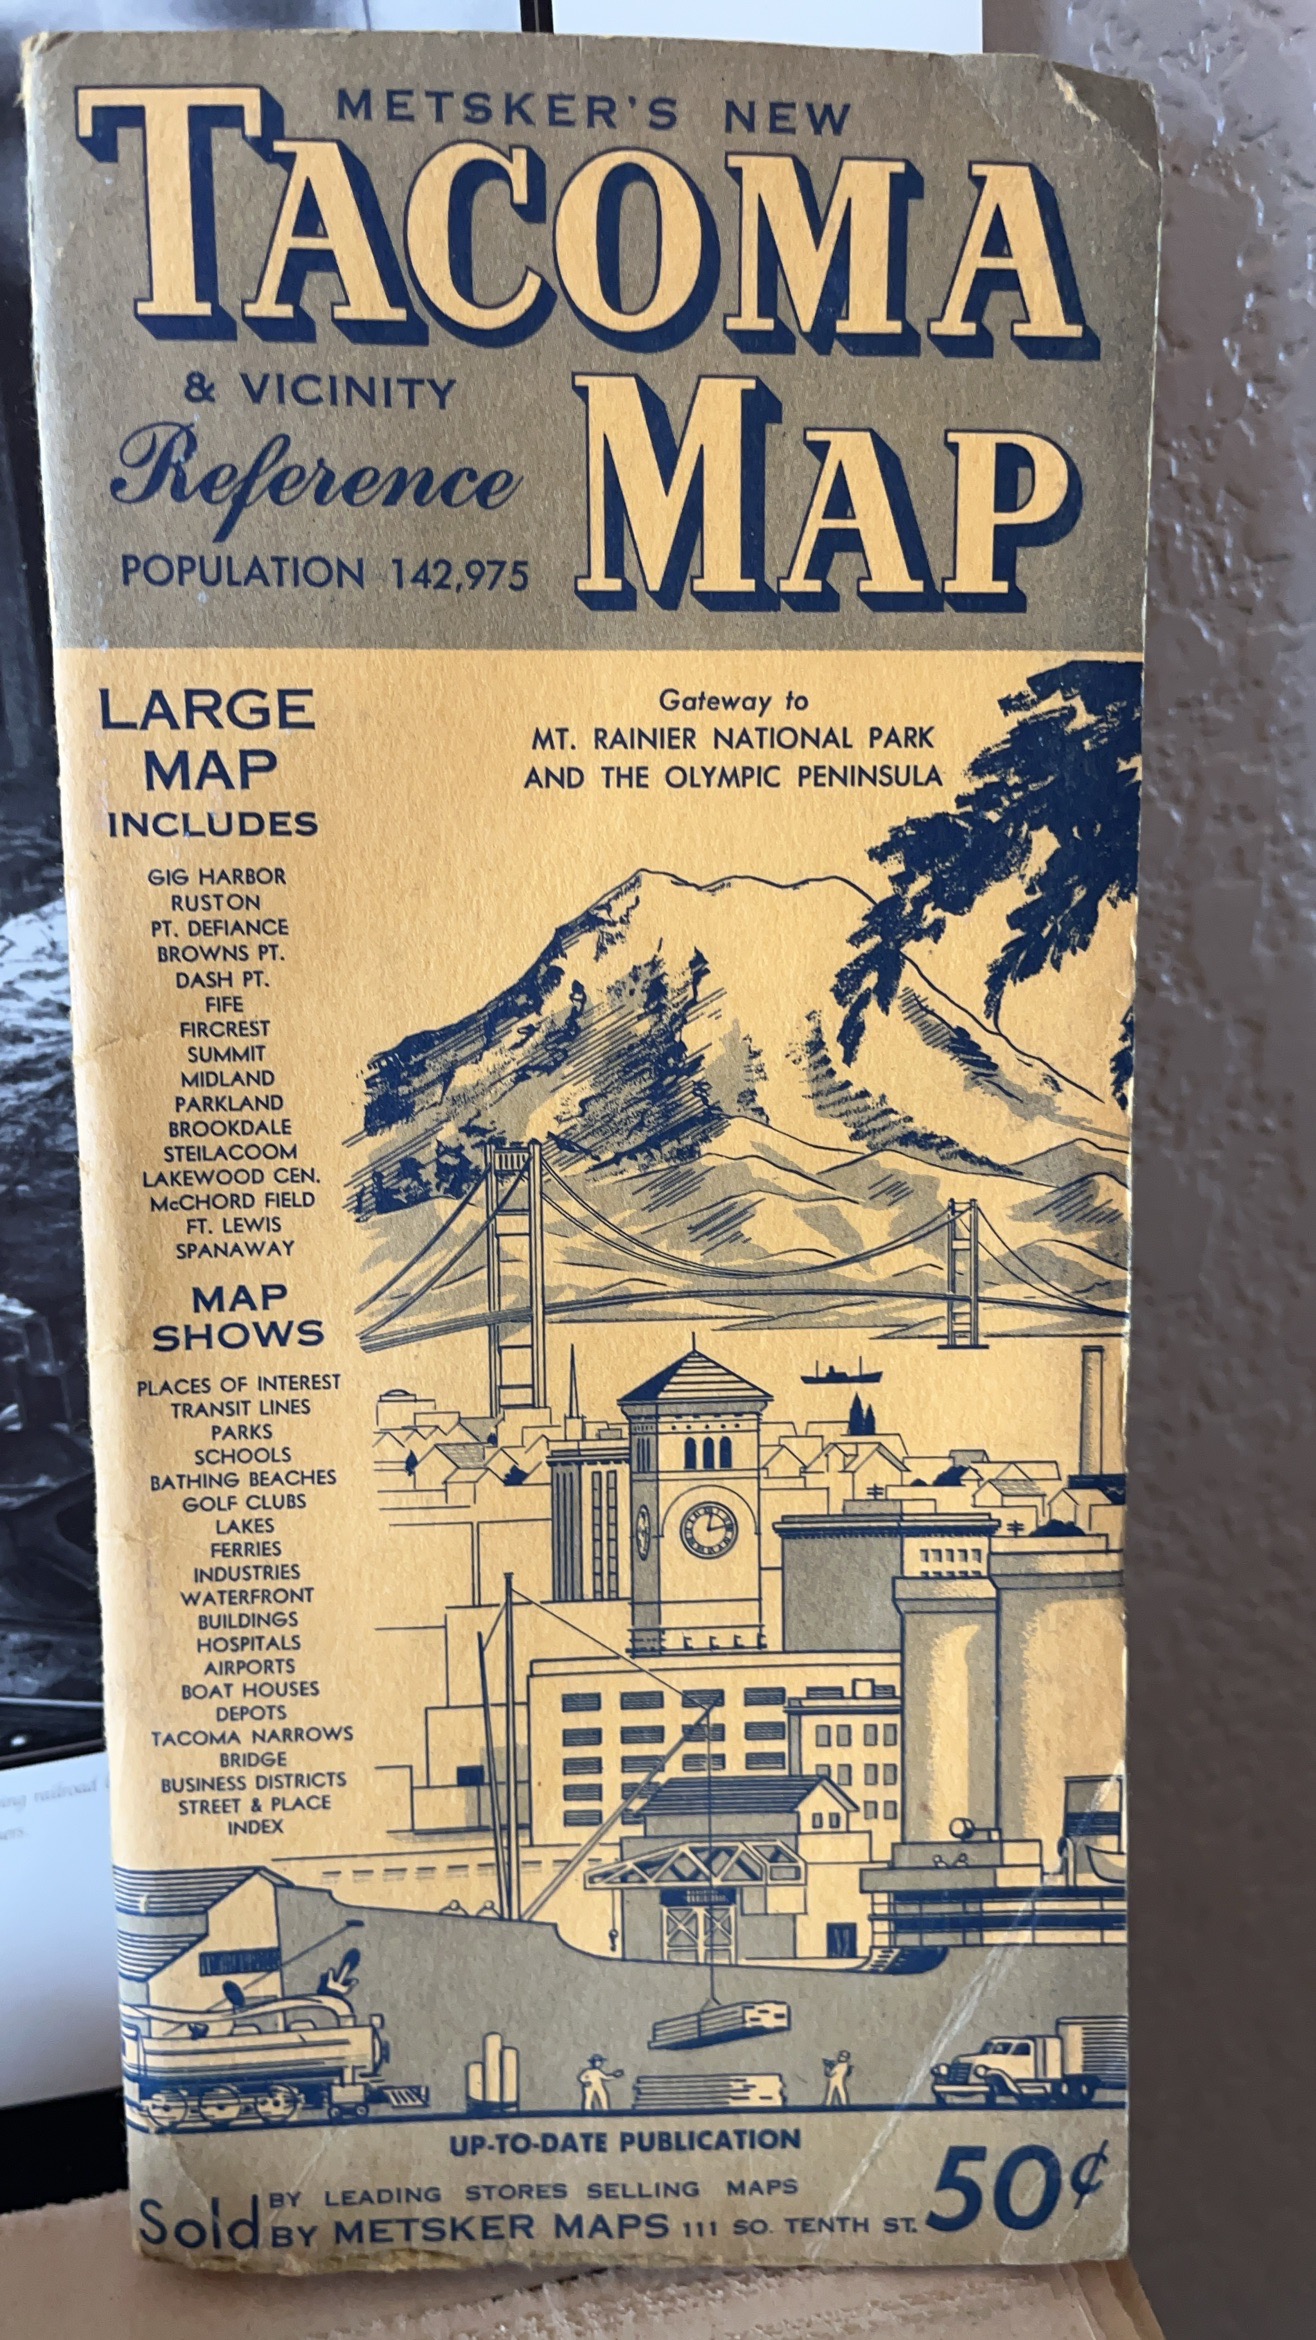 METSKER'S NEW
TACOMA
& VICINITY
Reference
MAP
POPULATION 142,975
LARGE
MAP
INCLUDES
GIG HARBOR
RUSTON
PT. DEFIANCE
BROWNS PT.
DASH PT.
FIFE
FIRCREST
SUMMIT
MIDLAND
PARKLAND
BROOKDALE
STEILACOOM
LAKEWOOD CEN.
McCHORD FIELD
FT. LEWIS
SPANAWAY
MAP
SHOWS
PLACES OF INTEREST
TRANSIT LINES
PARKS
SCHOOLS
BATHING BEACHES
GOLF CLUBS
LAKES
FERRIES
INDUSTRIES
WATERFRONT
BUILDINGS
HOSPITALS
AIRPORTS
BOAT HOUSES
DEPOTS
TACOMA NARROWS
BRIDGE
BUSINESS DISTRICTS
STREET & PLACE
INDEX
Gateway to
MT. RAINIER NATIONAL PARK
AND THE OLYMPIC PENINSULA
UP-TO-DATE PUBLICATION
Sold BY LEADING STORES SELLING MAPS
BY METSKER MAPS 111 SO. TENTH ST.
50¢
railroad